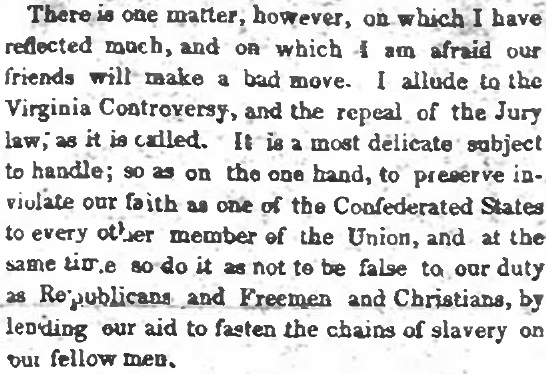 There is one matter, however, on which I have
reflected much, and on which I am afraid our
friends will make a bad move. I allude to the
Virginia Controversy, and the repeal of the Jury
law, as it is called. It is a most delicate subject
to handle; so as on the one hand, to preserve in-
violate our faith as one of the Confederated States
to every other member of the Union, and at the
same time so do it as not to be false to our duty
as Republicans and Freemen and Christians, by
lending our aid to fasten the chains of slavery on
our fellow men.